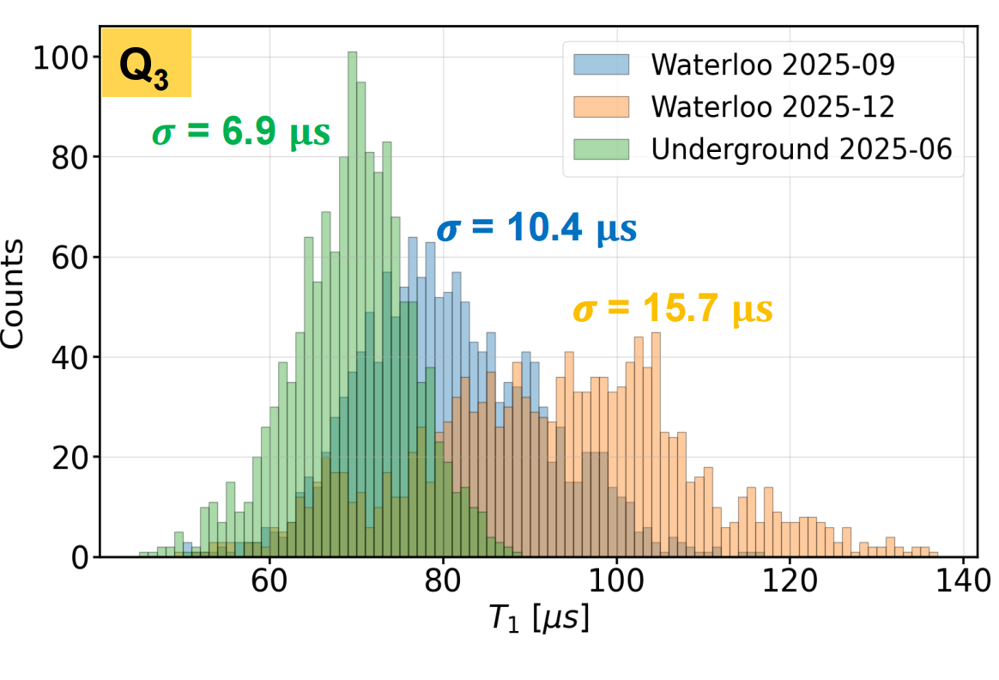 Q3
σ = 6.9 μs
σ = 10.4 μs
σ = 15.7 μs
Waterloo 2025-09
Waterloo 2025-12
Underground 2025-06
Counts
100
80
60
40
20
0
60 80 100 120 140
T1 [μs]